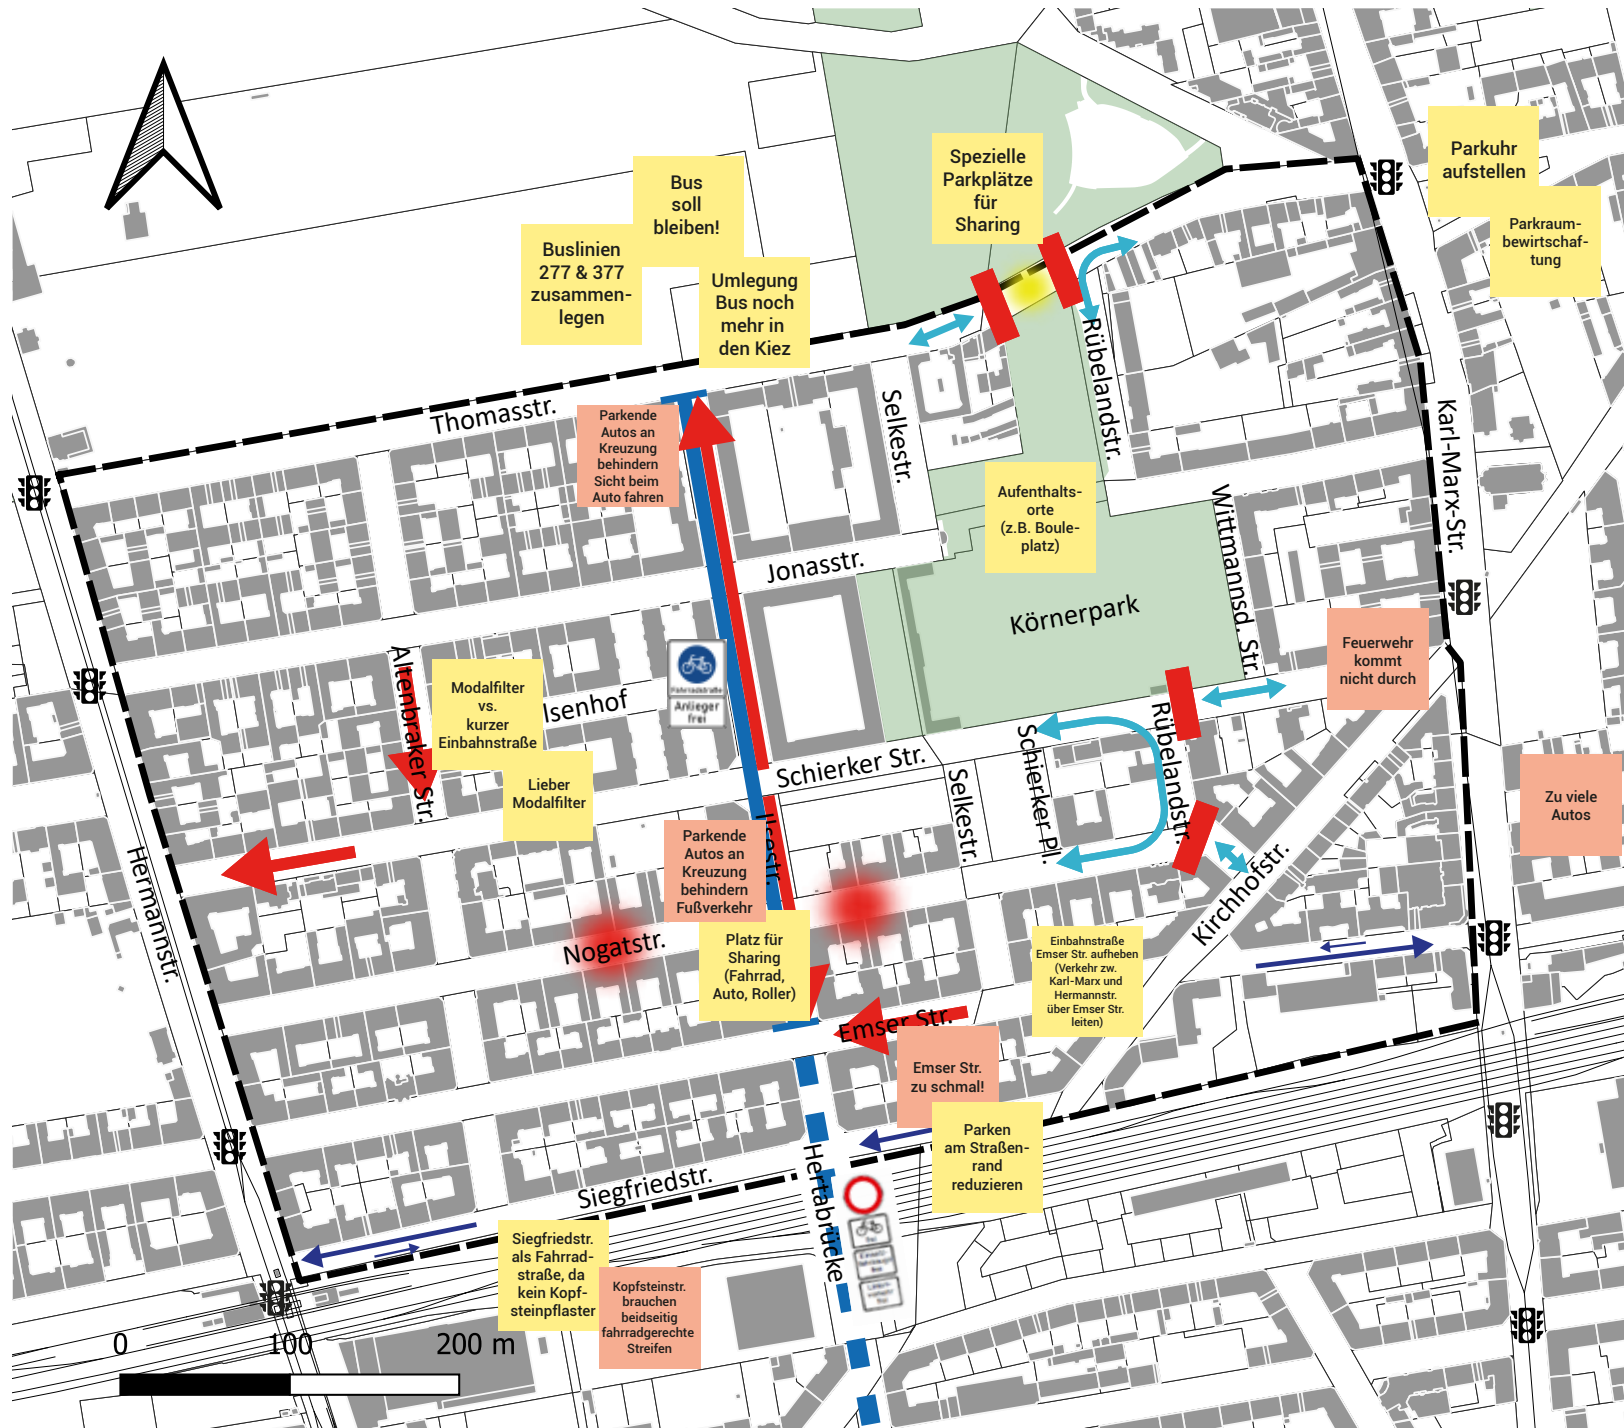 Parkuhr
aufstellen
Parkraum-
bewirtschaf-
tung
Spezielle
Parkplätze
für
Sharing
Bus
soll
bleiben!
Buslinien
277 & 377
zusammen-
legen
Umlegung
Bus noch
mehr in
den Kiez
Thomasstr.
Parkende
Autos an
Kreuzung
behindern
Sicht beim
Auto fahren
Selkestr.
Rübelandstr.
Karl-Marx-Str.
Aufenthalts-
orte
(z.B. Boule-
platz)
Wittmannsd. Str.
Jonasstr.
Körnerpark
Feuerwehr
kommt
nicht durch
Altenbraker Str.
Modalfilter
vs.
kurzer
Einbahnstraße
lsenhof
Fahrradstraße
Anlieger
frei
Lieber
Modalfilter
Schierker Str.
Selkestr.
Schierker Pl.
Rübelandstr.
Zu viele
Autos
Hermannstr.
Ilsestr.
Parkende
Autos an
Kreuzung
behindern
Fußverkehr
Kirchhofstr.
Nogatstr.
Platz für
Sharing
(Fahrrad,
Auto, Roller)
Einbahnstraße
Emser Str. aufheben
(Verkehr zw.
Karl-Marx und
Hermannstr.
über Emser Str.
leiten)
Emser Str.
Emser Str.
zu schmal!
Parken
am Straßen-
rand
reduzieren
Siegfriedstr.
Hertabrücke
frei
Siegfriedstr.
als Fahrrad-
straße, da
kein Kopf-
steinpflaster
Kopfsteinstr.
brauchen
beidseitig
fahrradgerechte
Streifen
0 100 200 m